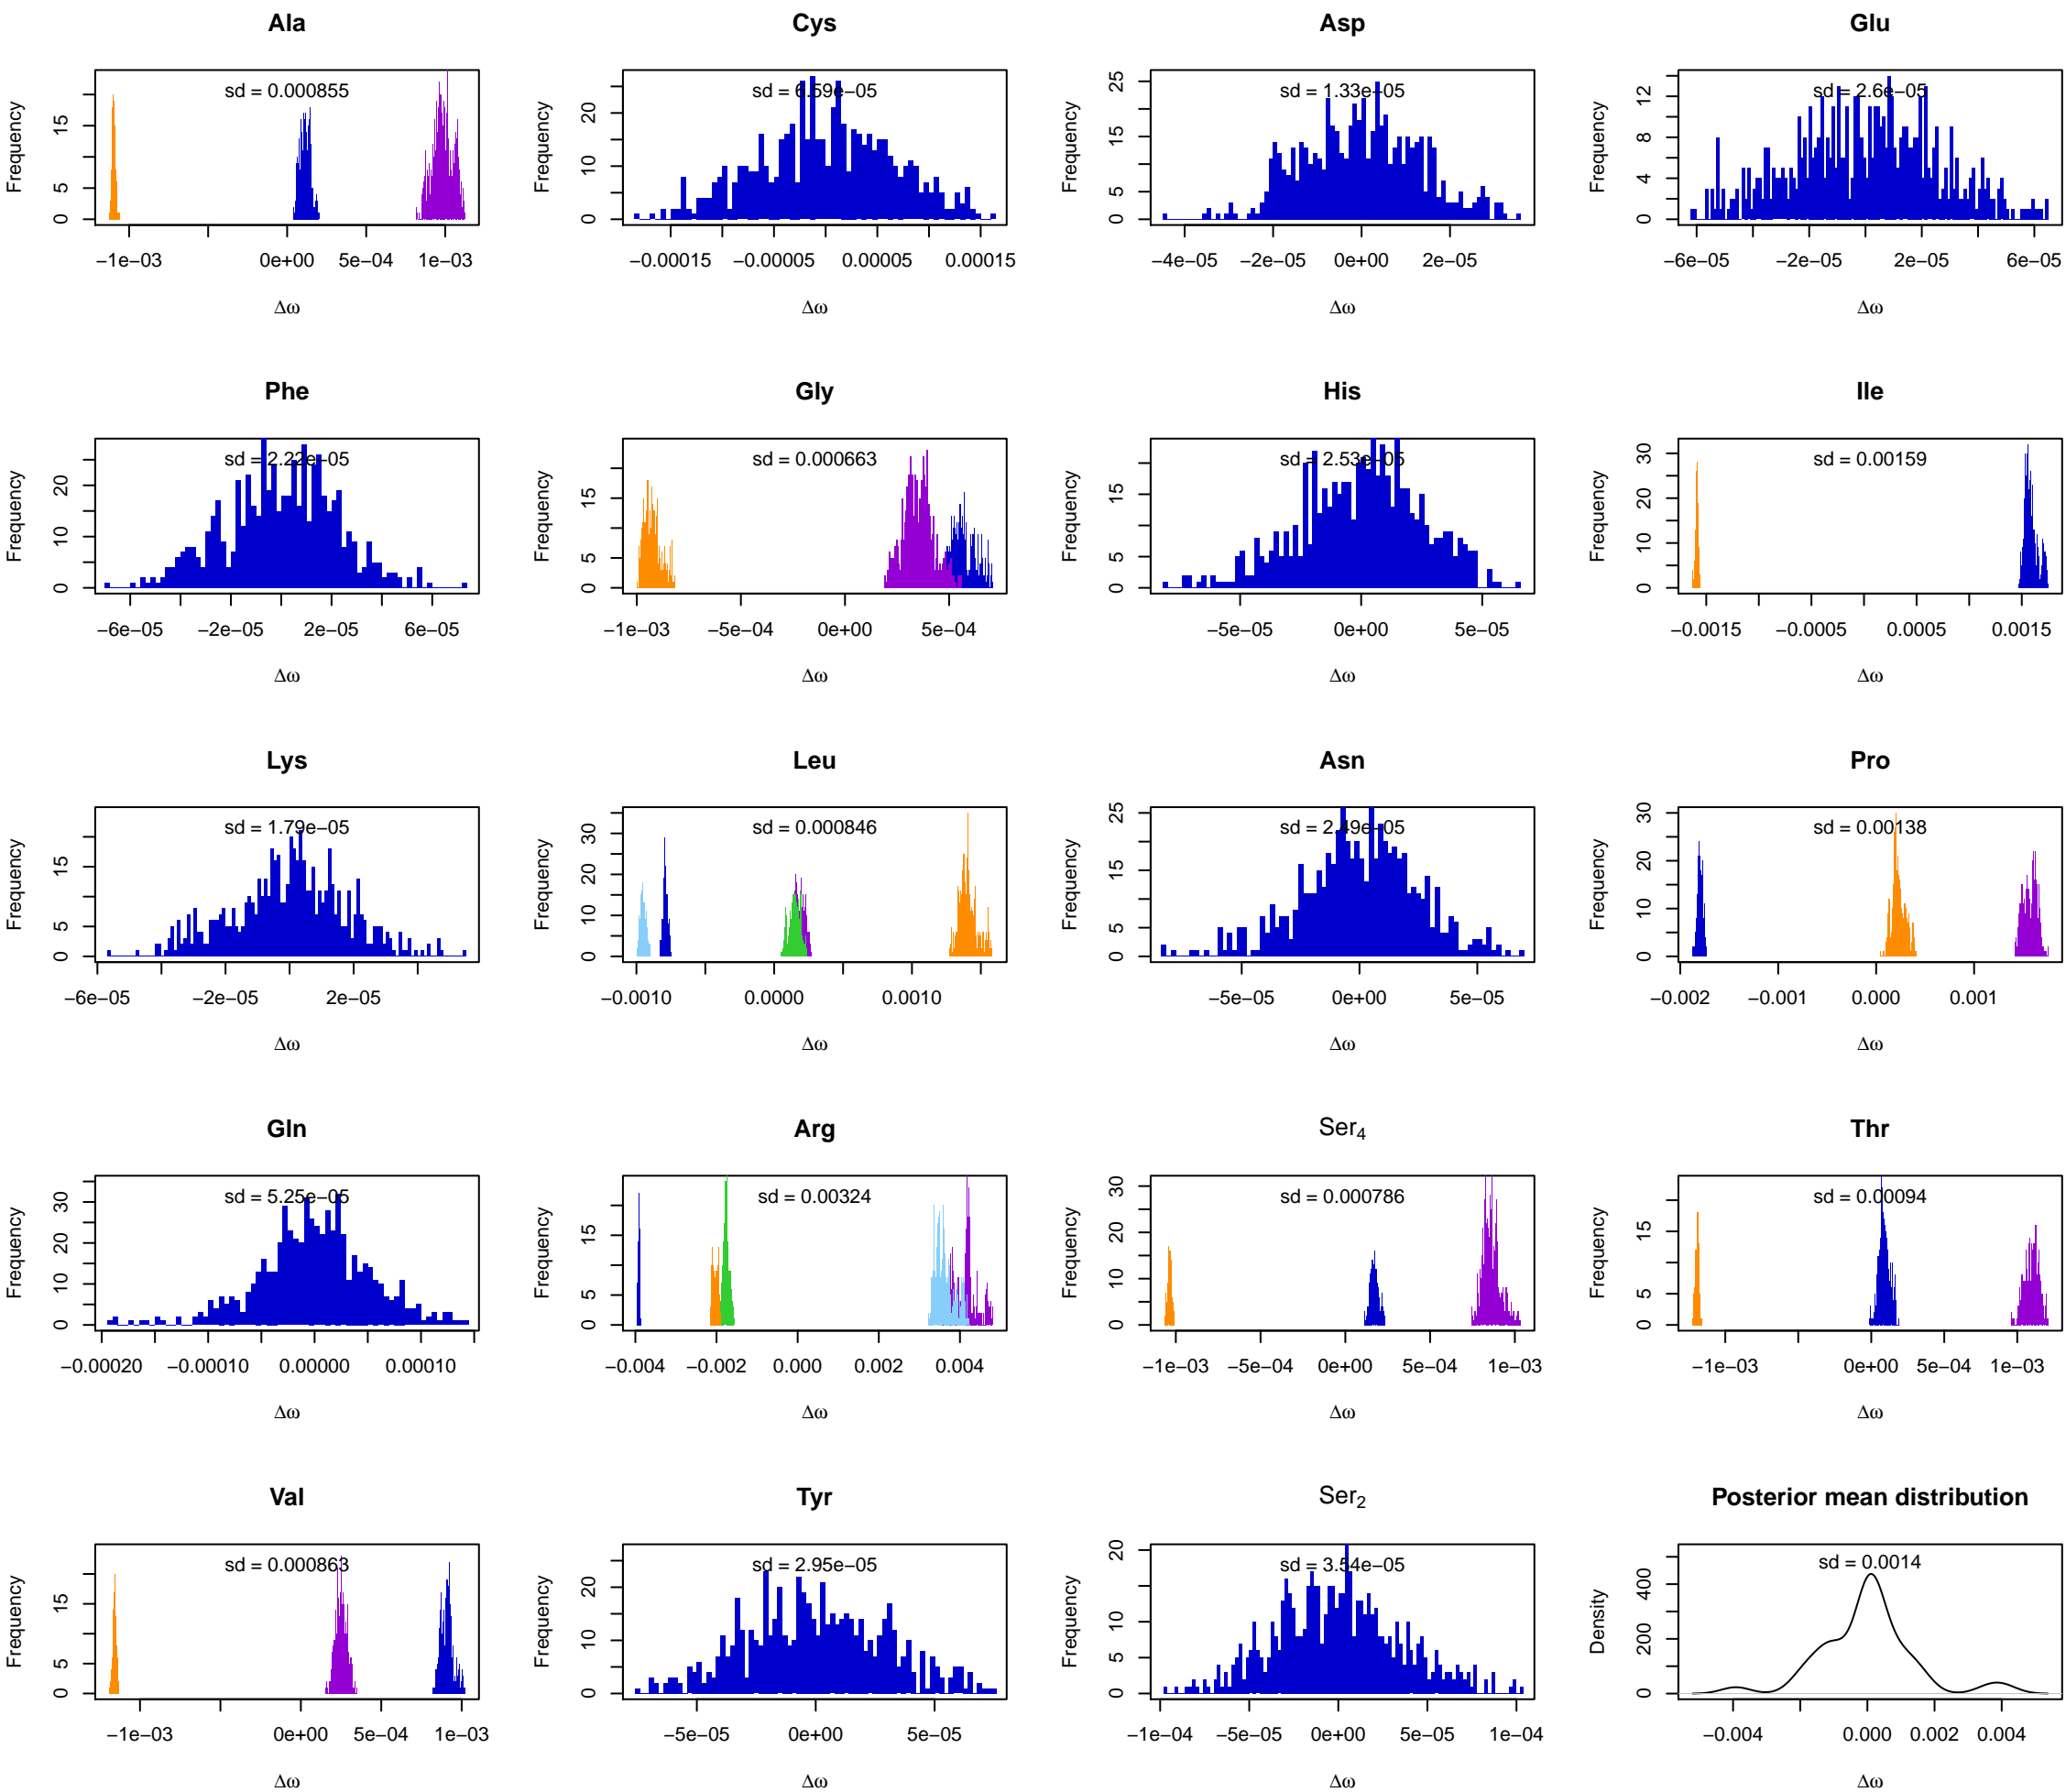 Ala
Cys
Asp
Glu
sd = 0.000855
sd = 6.59e−05
sd = 1.33e−05
sd = 2.6e−05
Frequency
0 5 15
Frequency
0 10 20
Frequency
0 5 15 25
Frequency
0 4 8 12
−1e−03 0e+00 5e−04 1e−03
−0.00015 −0.00005 0.00005 0.00015
−4e−05 −2e−05 0e+00 2e−05
−6e−05 −2e−05 2e−05 6e−05
Δω
Δω
Δω
Δω
Phe
Gly
His
Ile
sd = 2.22e−05
sd = 0.000663
sd = 2.53e−05
sd = 0.00159
Frequency
0 10 20
Frequency
0 5 15
Frequency
0 5 15
Frequency
0 10 20 30
−6e−05 −2e−05 2e−05 6e−05
−1e−03 −5e−04 0e+00 5e−04
−5e−05 0e+00 5e−05
−0.0015 −0.0005 0.0005 0.0015
Δω
Δω
Δω
Δω
Lys
Leu
Asn
Pro
sd = 1.79e−05
sd = 0.000846
sd = 2.49e−05
sd = 0.00138
Frequency
0 5 15
Frequency
0 10 20 30
Frequency
0 5 15 25
Frequency
0 10 20 30
−6e−05 −2e−05 2e−05
−0.0010 0.0000 0.0010
−5e−05 0e+00 5e−05
−0.002 −0.001 0.000 0.001
Δω
Δω
Δω
Δω
Gln
Arg
Ser4
Thr
sd = 5.25e−05
sd = 0.00324
sd = 0.000786
sd = 0.00094
Frequency
0 10 20 30
Frequency
0 5 15
Frequency
0 10 20 30
Frequency
0 5 15
−0.00020 −0.00010 0.00000 0.00010
−0.004 −0.002 0.000 0.002 0.004
−1e−03 −5e−04 0e+00 5e−04 1e−03
−1e−03 0e+00 5e−04 1e−03
Δω
Δω
Δω
Δω
Val
Tyr
Ser2
Posterior mean distribution
sd = 0.000863
sd = 2.95e−05
sd = 3.54e−05
sd = 0.0014
Frequency
0 5 15
Frequency
0 10 20
Frequency
0 5 10 15 20
Density
0 200 400
−1e−03 0e+00 5e−04 1e−03
−5e−05 0e+00 5e−05
−1e−04 −5e−05 0e+00 5e−05 1e−04
−0.004 0.000 0.002 0.004
Δω
Δω
Δω
Δω